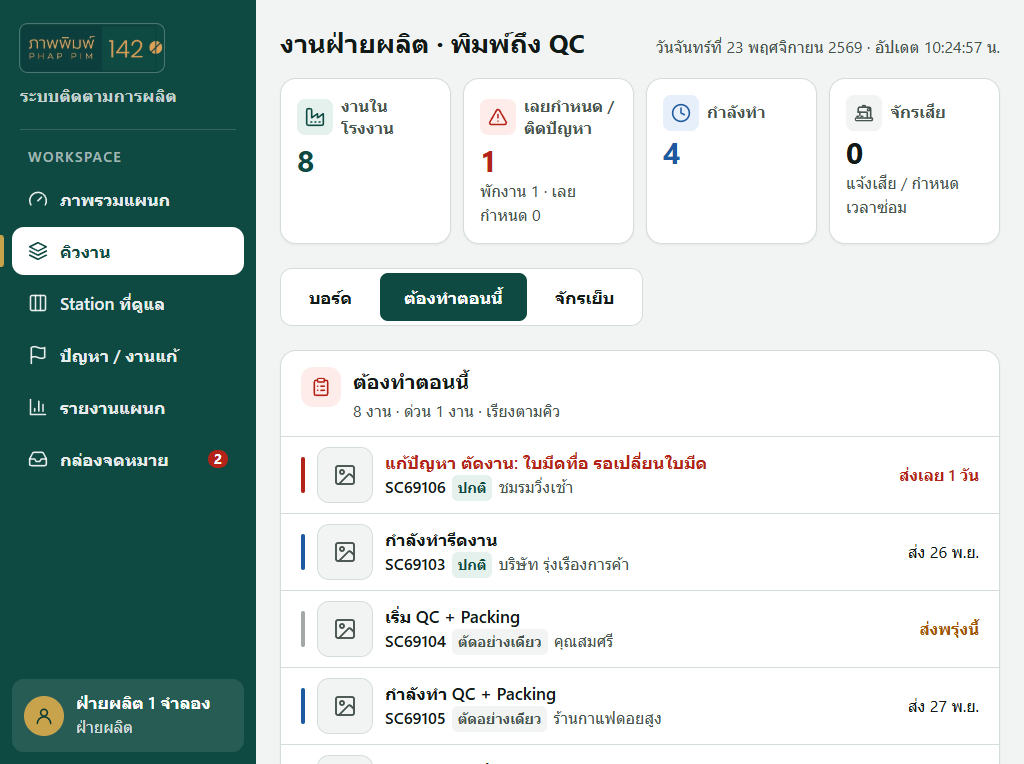 ภาพพิมพ์
PHAP PIM
142
ระบบติดตามการผลิต
WORKSPACE
ภาพรวมแผนก
คิวงาน
Station ที่ดูแล
ปัญหา / งานแก้
รายงานแผนก
กล่องจดหมาย 2
ฝ่ายผลิต 1 จำลอง
ฝ่ายผลิต
งานฝ่ายผลิต · พิมพ์ถึง QC
วันจันทร์ที่ 23 พฤศจิกายน 2569 · อัปเดต 10:24:57 น.
งานใน
โรงงาน
8
เลยกำหนด /
ติดปัญหา
1
พักงาน 1 · เลย
กำหนด 0
กำลังทำ
4
จักรเสีย
0
แจ้งเสีย / กำหนด
เวลาซ่อม
บอร์ด
ต้องทำตอนนี้
จักรเย็บ
ต้องทำตอนนี้
8 งาน · ด่วน 1 งาน · เรียงตามคิว
แก้ปัญหา ตัดงาน: ใบมีดทื่อ รอเปลี่ยนใบมีด
SC69106 ปกติ ชมรมวิ่งเช้า
ส่งเลย 1 วัน
กำลังทำรีดงาน
SC69103 ปกติ บริษัท รุ่งเรืองการค้า
ส่ง 26 พ.ย.
เริ่ม QC + Packing
SC69104 ตัดอย่างเดียว คุณสมศรี
ส่งพรุ่งนี้
กำลังทำ QC + Packing
SC69105 ตัดอย่างเดียว ร้านกาแฟดอยสูง
ส่ง 27 พ.ย.